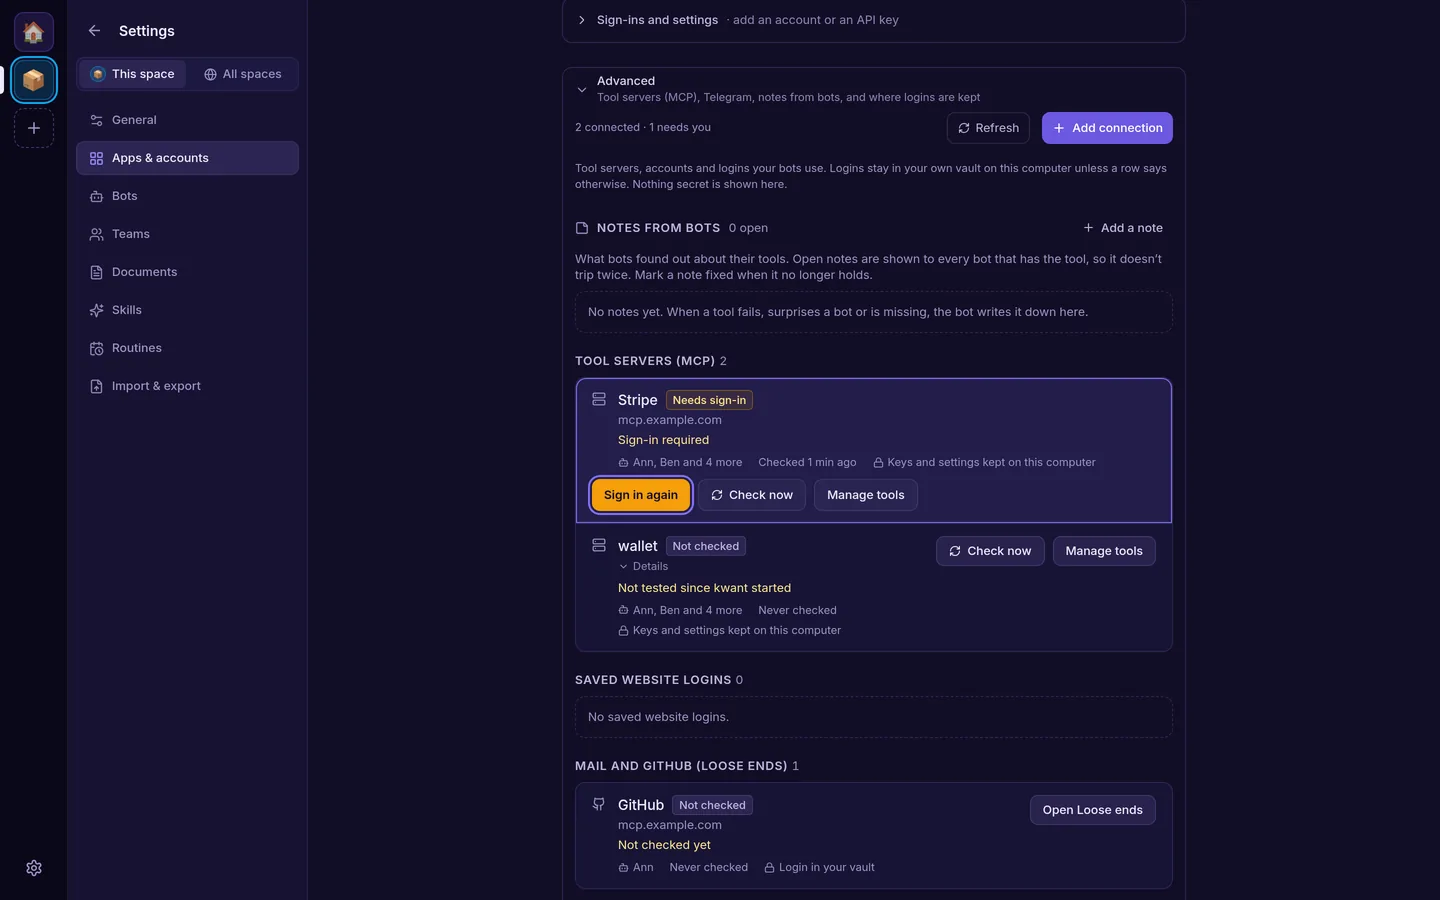 Settings
This space
All spaces
General
Apps & accounts
Bots
Teams
Documents
Skills
Routines
Import & export
Sign-ins and settings · add an account or an API key
Advanced
Tool servers (MCP), Telegram, notes from bots, and where logins are kept
2 connected · 1 needs you
Refresh
Add connection
Tool servers, accounts and logins your bots use. Logins stay in your own vault on this computer unless a row says
otherwise. Nothing secret is shown here.
NOTES FROM BOTS 0 open
Add a note
What bots found out about their tools. Open notes are shown to every bot that has the tool, so it doesn't
trip twice. Mark a note fixed when it no longer holds.
No notes yet. When a tool fails, surprises a bot or is missing, the bot writes it down here.
TOOL SERVERS (MCP) 2
Stripe Needs sign-in
mcp.example.com
Sign-in required
Ann, Ben and 4 more Checked 1 min ago Keys and settings kept on this computer
Sign in again Check now Manage tools
wallet Not checked
Check now Manage tools
Details
Not tested since kwant started
Ann, Ben and 4 more Never checked
Keys and settings kept on this computer
SAVED WEBSITE LOGINS 0
No saved website logins.
MAIL AND GITHUB (LOOSE ENDS) 1
GitHub Not checked
Open Loose ends
mcp.example.com
Not checked yet
Ann Never checked Login in your vault